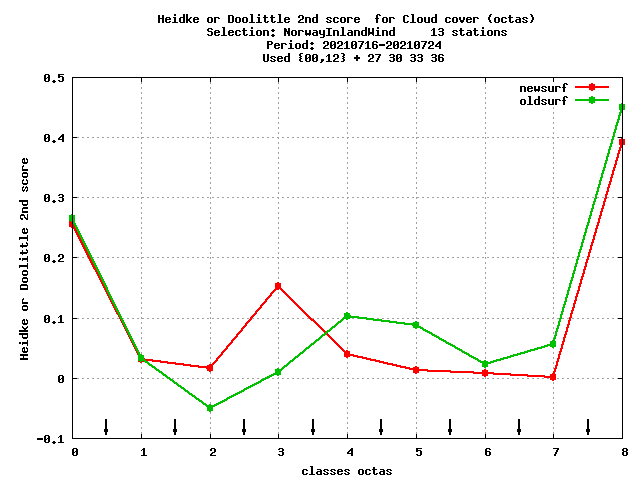 Heidke or Doolittle 2nd score  for Cloud cover (octas)
Selection: NorwayInlandWind     13 stations
Period: 20210716-20210724
Used {00,12} + 27 30 33 36
newsurf
oldsurf
Heidke or Doolittle 2nd score
0.5
0.4
0.3
0.2
0.1
0
-0.1
0 1 2 3 4 5 6 7 8
classes octas